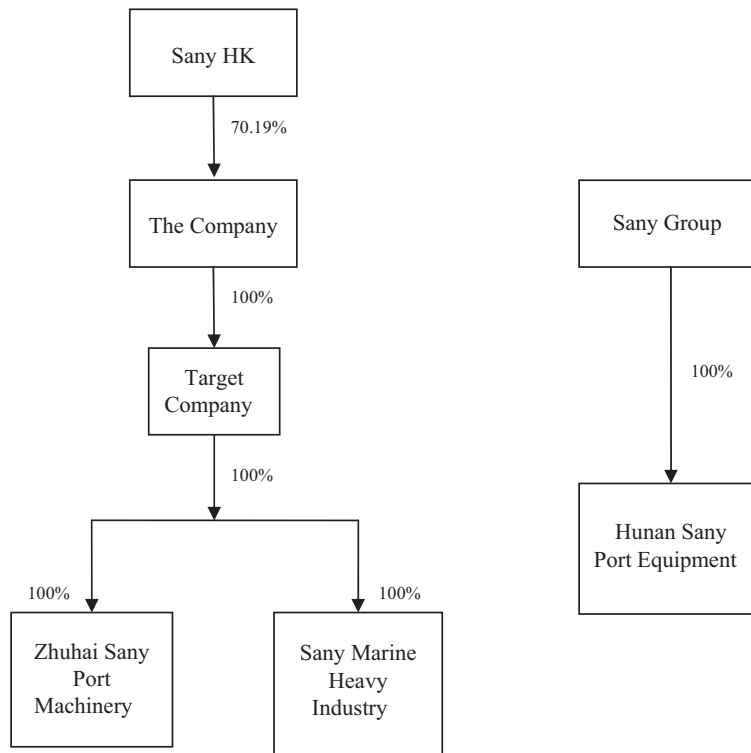 Sany HK
70.19%
The Company
Sany Group
100%
Target
Company
100%
100%
Hunan Sany
Port Equipment
100%
100%
Zhuhai Sany
Port
Machinery
Sany Marine
Heavy
Industry